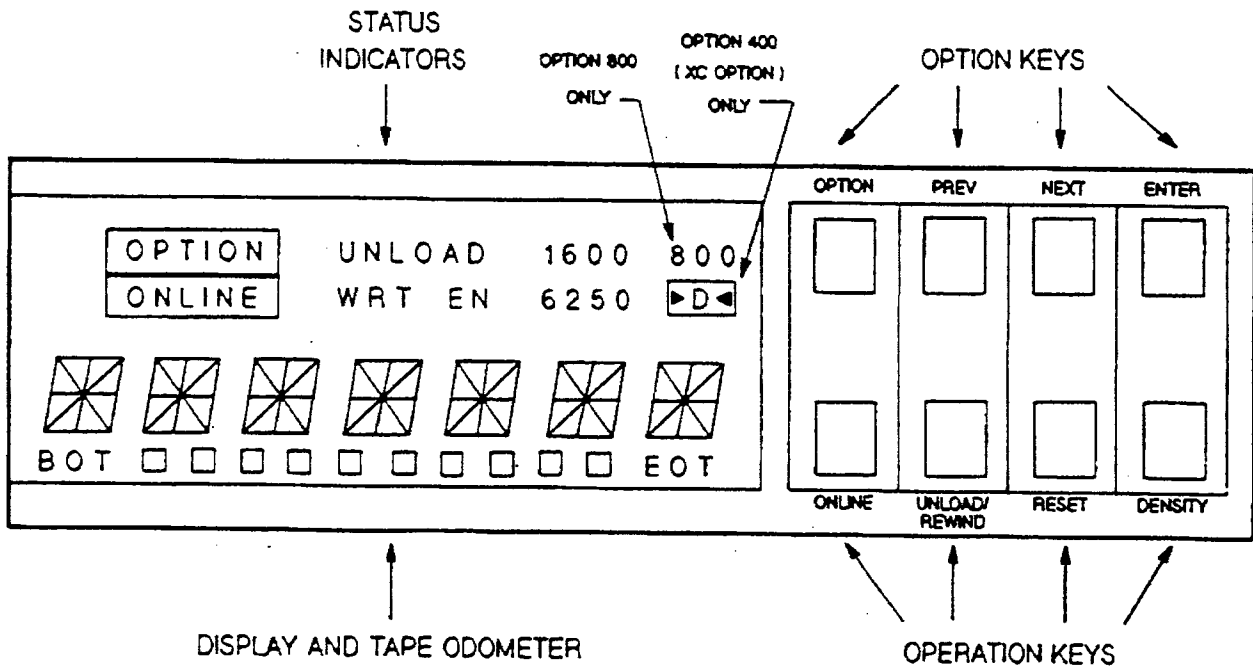 STATUS
INDICATORS
OPTION 800
ONLY
OPTION 400
( XC OPTION )
ONLY
OPTION KEYS
OPTION PREV NEXT ENTER
OPTION UNLOAD 1600 800
ONLINE WRT EN 6250 ►D◄
BOT EOT
ONLINE UNLOAD/
REWIND RESET DENSITY
DISPLAY AND TAPE ODOMETER
OPERATION KEYS